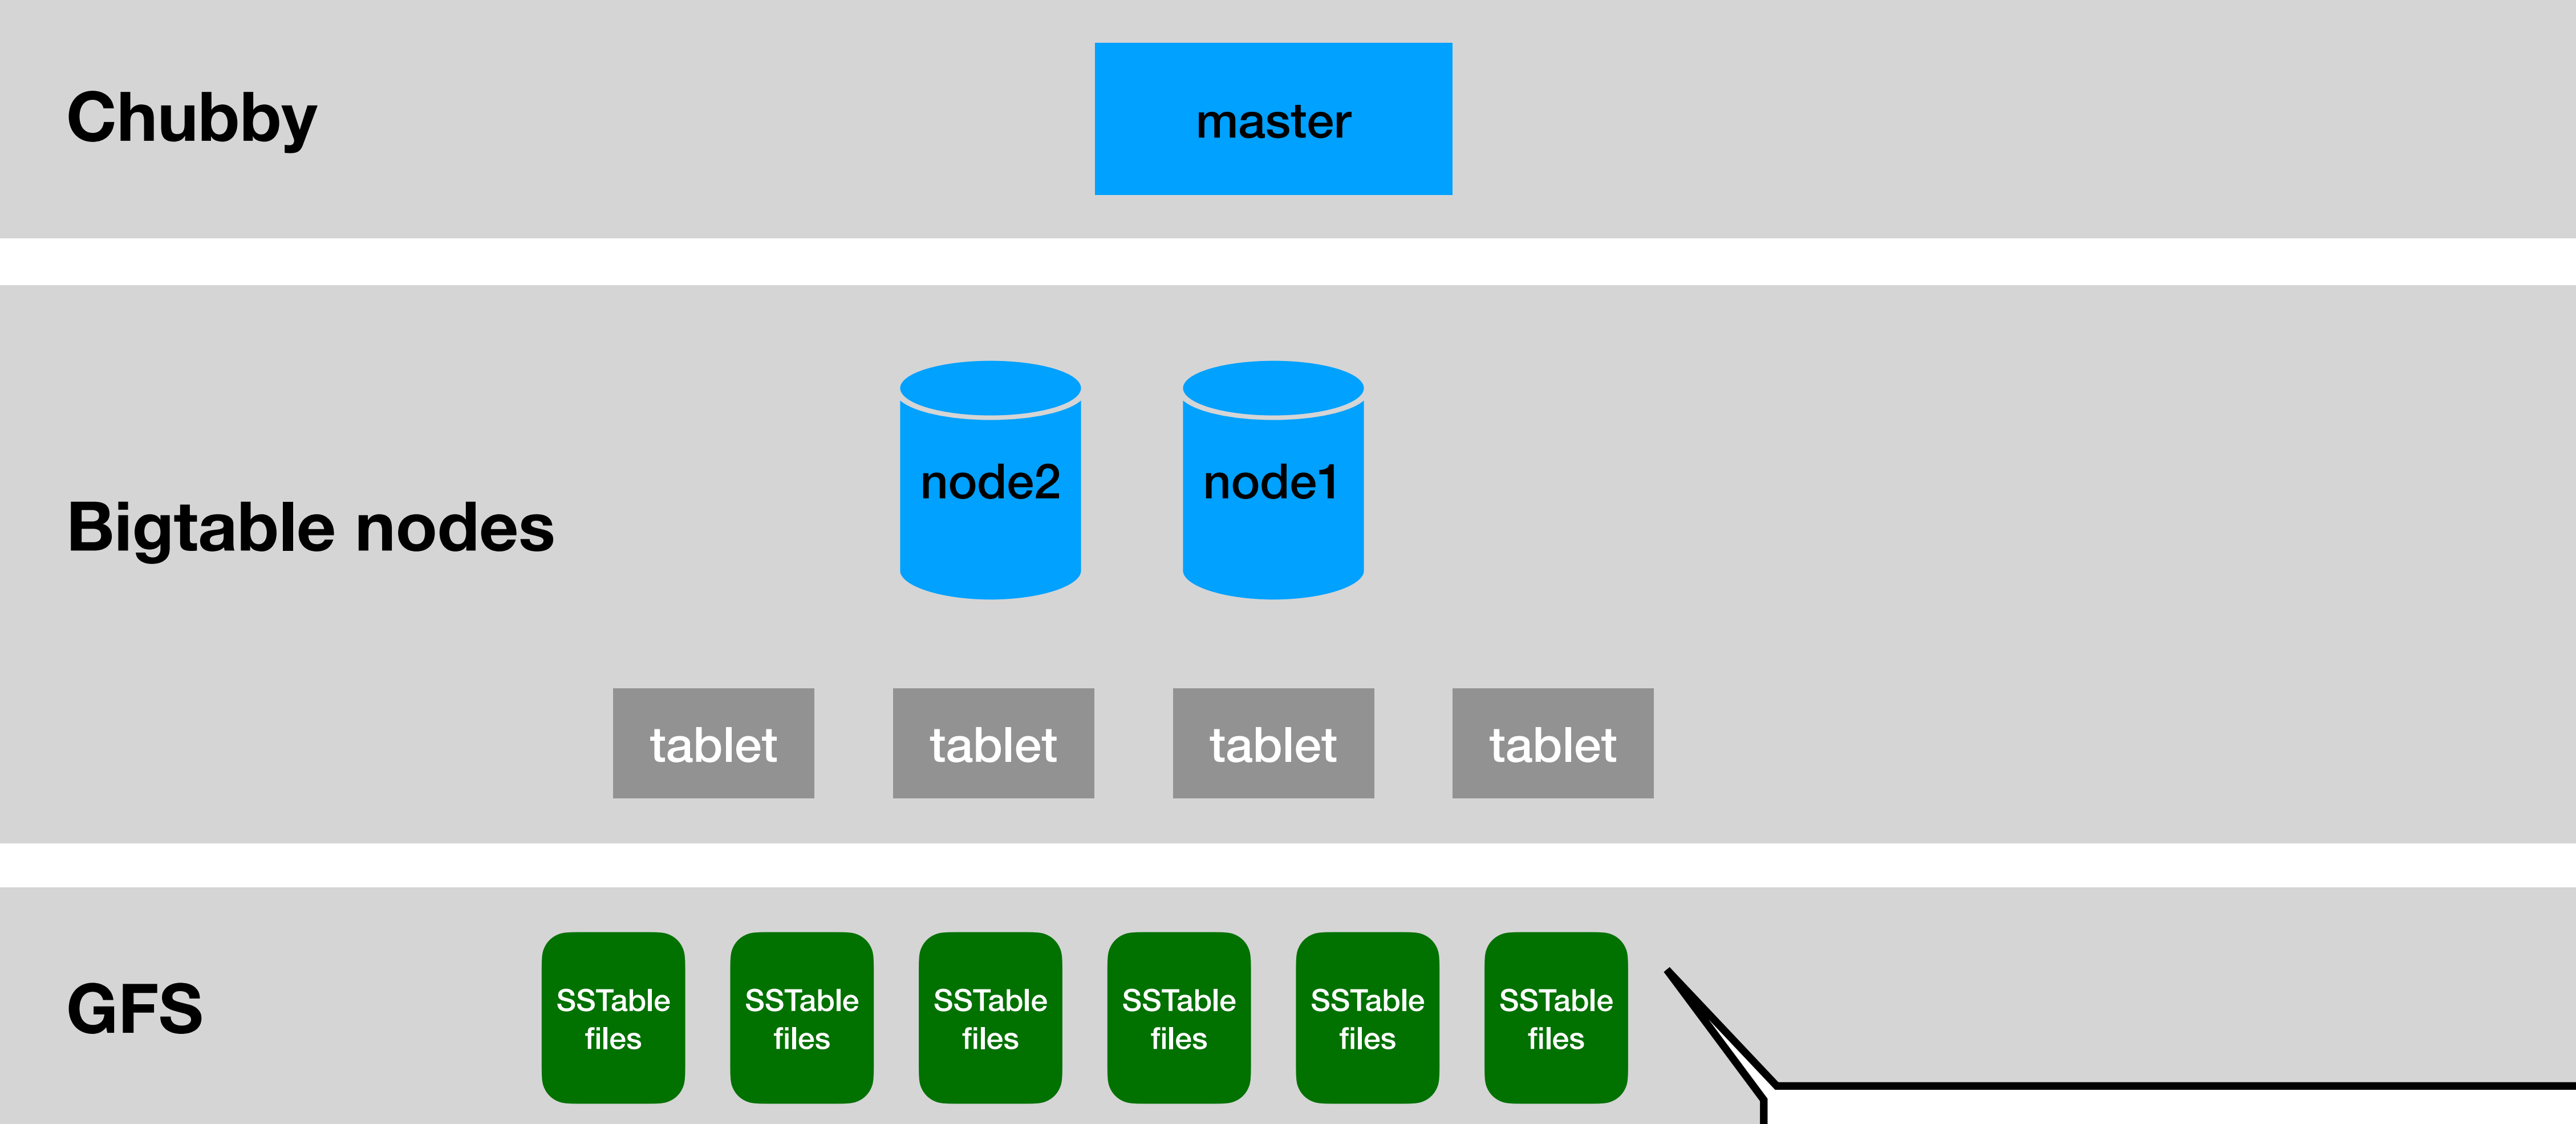 Chubby
master
Bigtable nodes
node2
node1
tablet
tablet
tablet
tablet
GFS
SSTable
files
SSTable
files
SSTable
files
SSTable
files
SSTable
files
SSTable
files